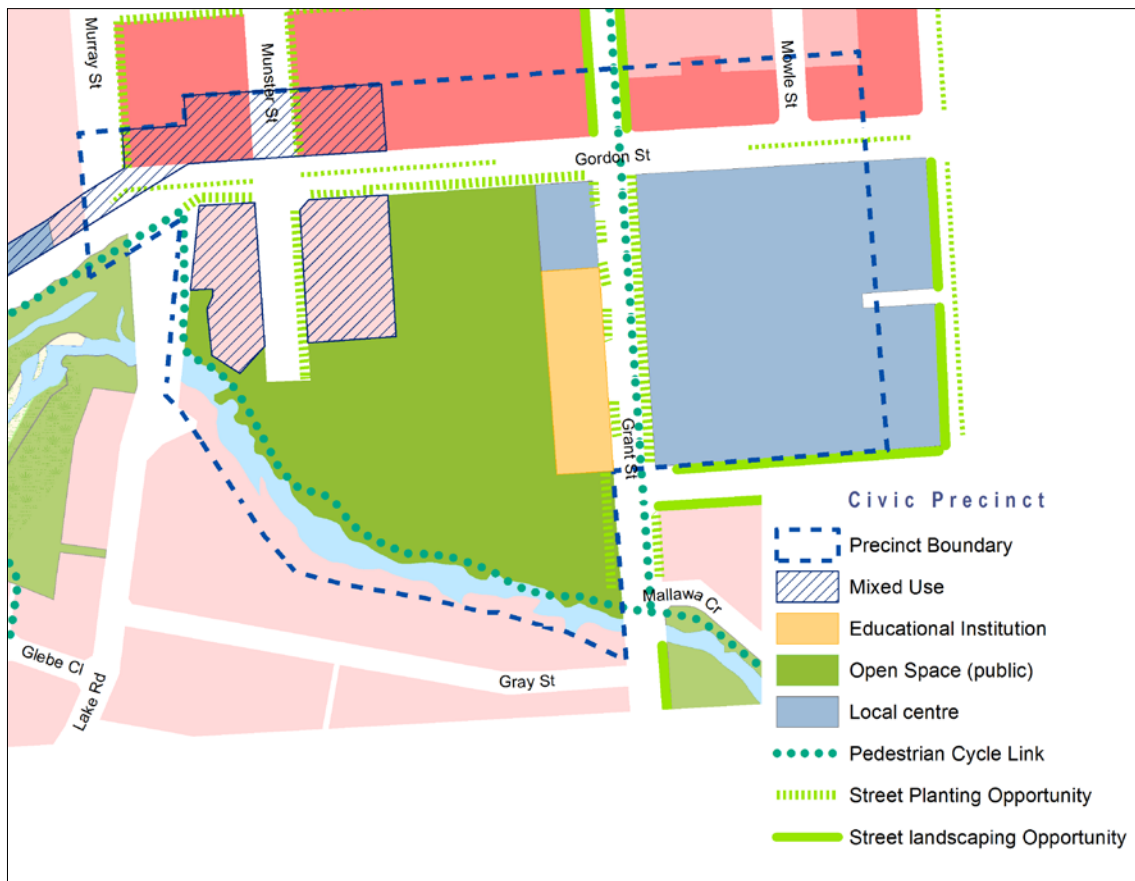 Murray St
Munster St
Mowle St
Gordon St
Grant St
Mallawa Cr
Glebe Cl
Lake Rd
Gray St
Civic Precinct
Precinct Boundary
Mixed Use
Educational Institution
Open Space (public)
Local centre
Pedestrian Cycle Link
Street Planting Opportunity
Street landscaping Opportunity